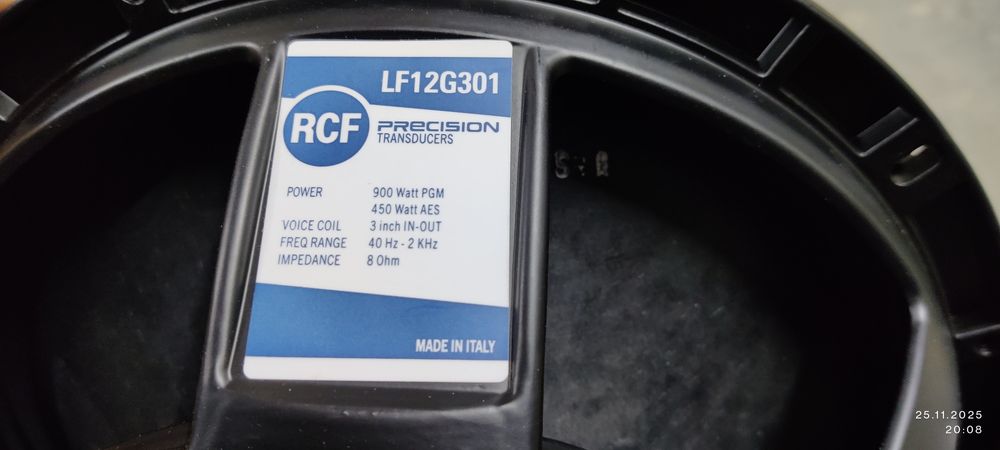 LF12G301
RCF PRECISION
TRANSDUCERS
POWER 900 Watt PGM
450 Watt AES
VOICE COIL 3 inch IN-OUT
FREQ RANGE 40 Hz - 2 KHz
IMPEDANCE 8 Ohm
MADE IN ITALY
25.11.2025
20:08